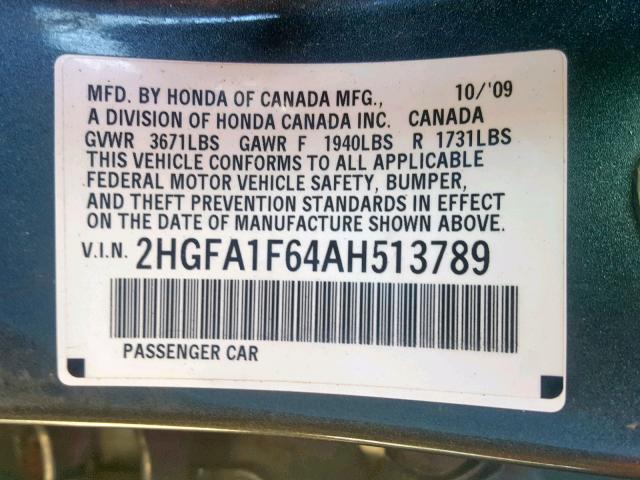 MFD. BY HONDA OF CANADA MFG., 10/'09
A DIVISION OF HONDA CANADA INC. CANADA
GVWR 3671LBS GAWR F 1940LBS R 1731LBS
THIS VEHICLE CONFORMS TO ALL APPLICABLE
FEDERAL MOTOR VEHICLE SAFETY, BUMPER,
AND THEFT PREVENTION STANDARDS IN EFFECT
ON THE DATE OF MANUFACTURE SHOWN ABOVE.
V.I.N. 2HGFA1F64AH513789
PASSENGER CAR